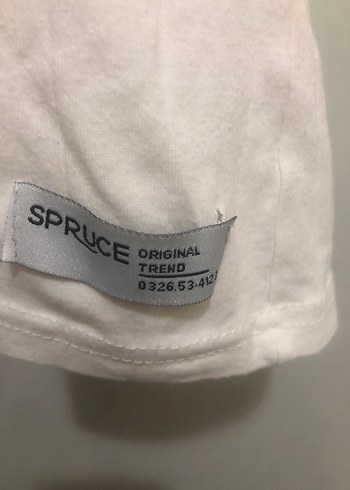 SPRUCE
ORIGINAL
TREND
0326.53-412